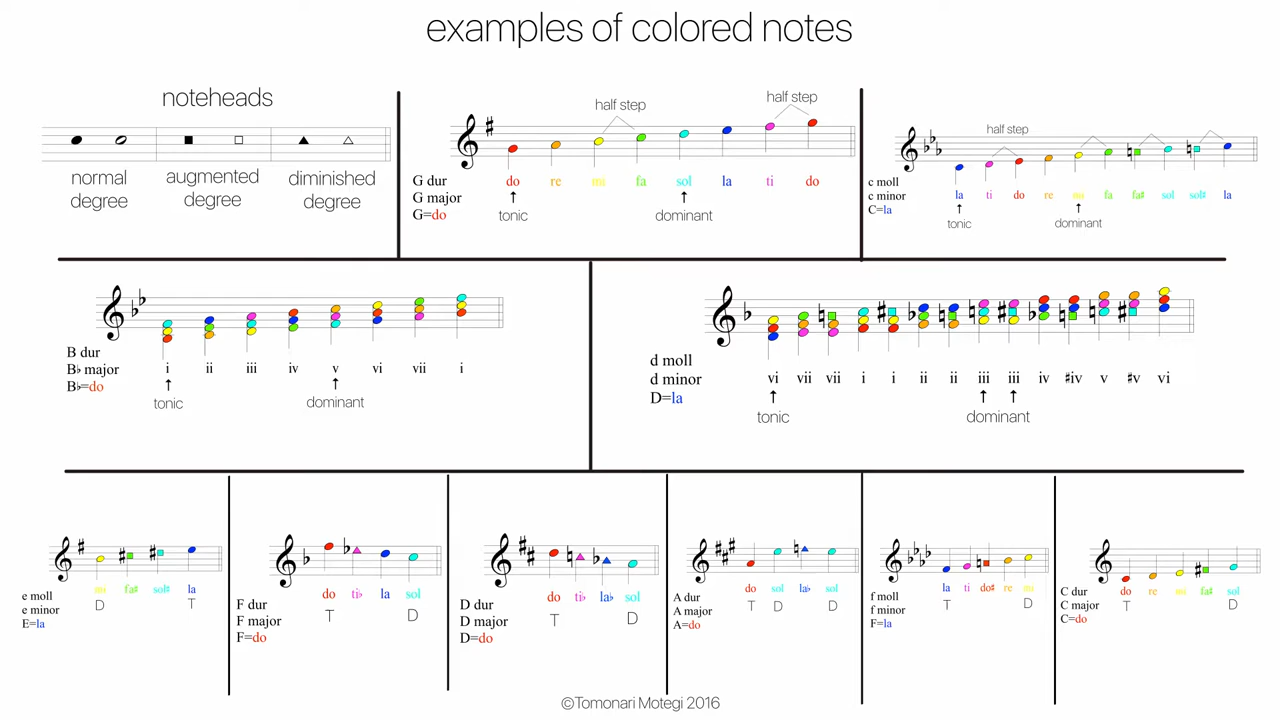 examples of colored notes
noteheads
normal
degree
augmented
degree
diminished
degree
half step
half step
G dur
G major
G=do
do re mi fa sol la ti do
tonic
dominant
half step
c moll
c minor
C=la
la ti do re mi fa fa♯ sol sol♯ la
tonic
dominant
B dur
B♭ major
B♭=do
i ii iii iv v vi vii i
tonic
dominant
d moll
d minor
D=la
vi vii vii i i ii ii iii iii iv ♯iv v ♯v vi
tonic
dominant
e moll
e minor
E=la
mi fa♯ sol♯ la
D T
F dur
F major
F=do
do ti♭ la sol
T D
D dur
D major
D=do
do ti♭ la♭ sol
T D
A dur
A major
A=do
do sol la♭ sol
T D D
f moll
f minor
F=la
la ti do♯ re mi
T D
C dur
C major
C=do
do re mi fa♯ sol
T D
©Tomonari Motegi 2016